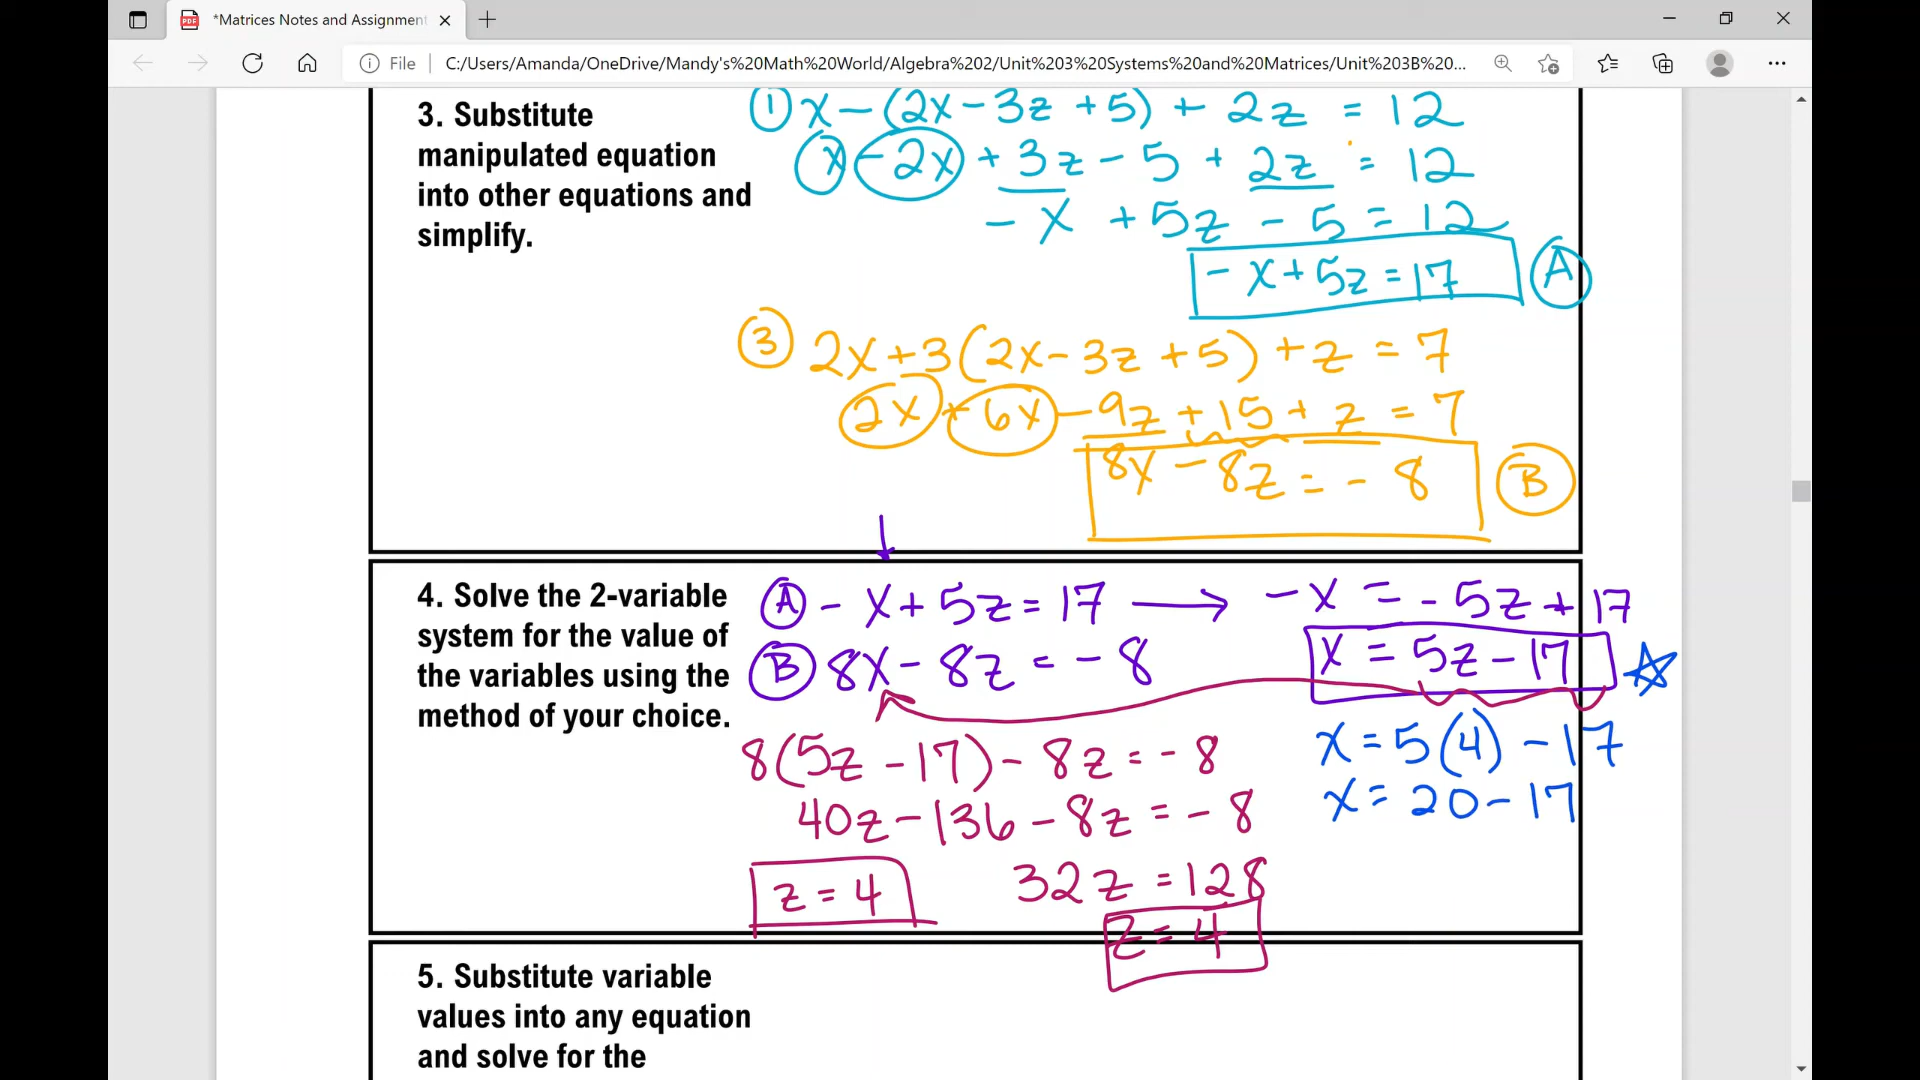 *Matrices Notes and Assignment
File C:/Users/Amanda/OneDrive/Mandy's%20Math%20World/Algebra%202/Unit%203%20Systems%20and%20Matrices/Unit%203B%20...
3. Substitute
manipulated equation
into other equations and
simplify.
① x - (2x - 3z + 5) + 2z = 12
x - 2x + 3z - 5 + 2z = 12
- x + 5z - 5 = 12
- x + 5z = 17 Ⓐ
③ 2x + 3(2x - 3z + 5) + z = 7
2x + 6x - 9z + 15 + z = 7
8x - 8z = - 8 Ⓑ
4. Solve the 2-variable
system for the value of
the variables using the
method of your choice.
Ⓐ - x + 5z = 17 → - x = - 5z + 17
Ⓑ 8x - 8z = - 8
x = 5z - 17 ☆
8(5z - 17) - 8z = - 8
40z - 136 - 8z = - 8
32z = 128
z = 4
z = 4
x = 5(4) - 17
x = 20 - 17
5. Substitute variable
values into any equation
and solve for the